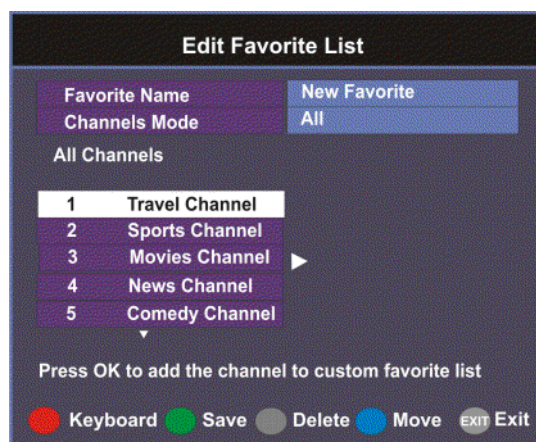 Edit Favorite List
Favorite Name New Favorite
Channels Mode All
All Channels
1 Travel Channel
2 Sports Channel
3 Movies Channel
4 News Channel
5 Comedy Channel
Press OK to add the channel to custom favorite list
Keyboard Save Delete Move EXIT Exit